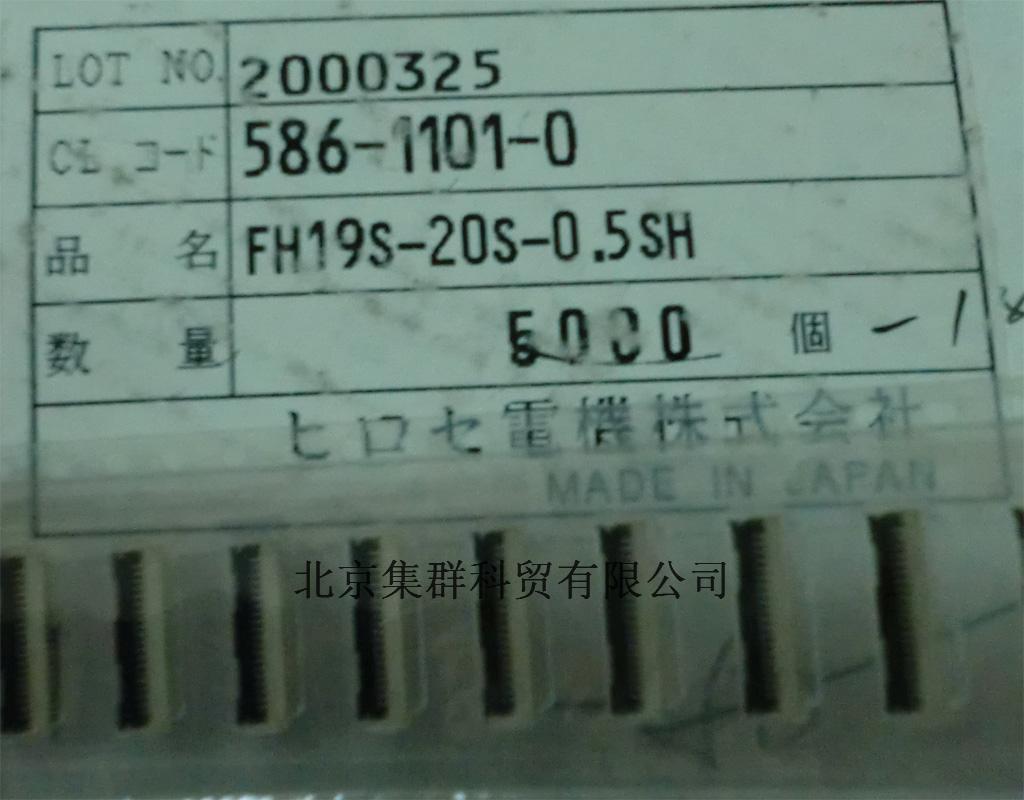 LOT NO. 2000325
CL コード 586-1101-0
品名 FH19S-20S-0.5SH
数量 5000 個 -1
ヒロセ電機株式会社
MADE IN JAPAN
北京集群科贸有限公司